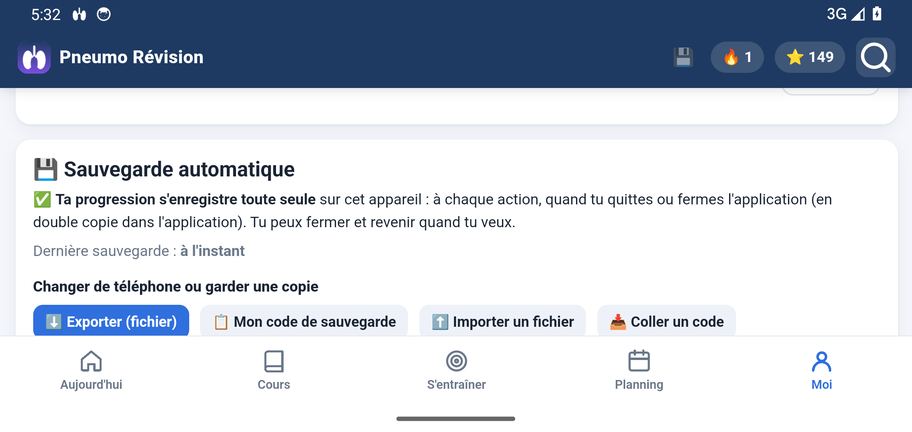 5:32
3G
Pneumo Révision
💾 🔥 1 ⭐ 149
💾 Sauvegarde automatique
✅ Ta progression s'enregistre toute seule sur cet appareil : à chaque action, quand tu quittes ou fermes l'application (en
double copie dans l'application). Tu peux fermer et revenir quand tu veux.
Dernière sauvegarde : à l'instant
Changer de téléphone ou garder une copie
⬇️ Exporter (fichier) 📋 Mon code de sauvegarde ⬆️ Importer un fichier 📥 Coller un code
Aujourd'hui Cours S'entraîner Planning Moi